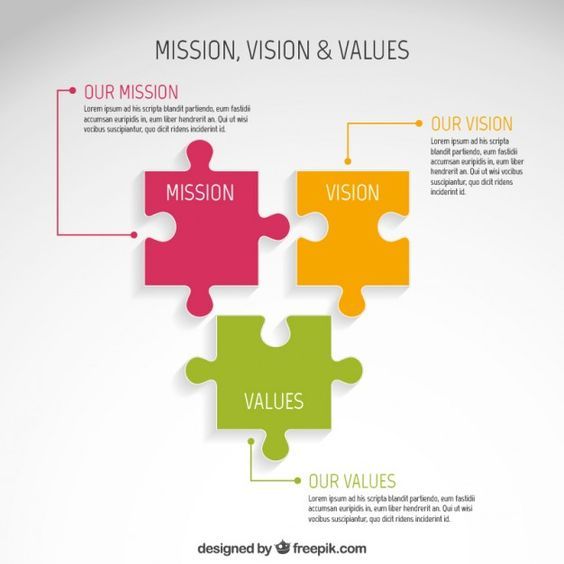 MISSION, VISION & VALUES
OUR MISSION
Lorem ipsum ad his scripta blandit partiendo, eum fastidii
accumsan euripidis in eum liber hendrerit an. Qui ut wisi
vocibus suscipiantur, quo dicit ridens inciderint id.
OUR VISION
Lorem ipsum ad his scripta
blandit partiendo, eum fastidii
accumsan euripidis in eum liber
hendrerit an. Qui ut wisi vocibus
suscipiantur, quo dicit ridens
inciderint id.
MISSION
VISION
VALUES
OUR VALUES
Lorem ipsum ad his scripta blandit partiendo, eum fastidii
accumsan euripidis in eum liber hendrerit an. Qui ut wisi
vocibus suscipiantur, quo dicit ridens inciderint id.
designed by freepik.com